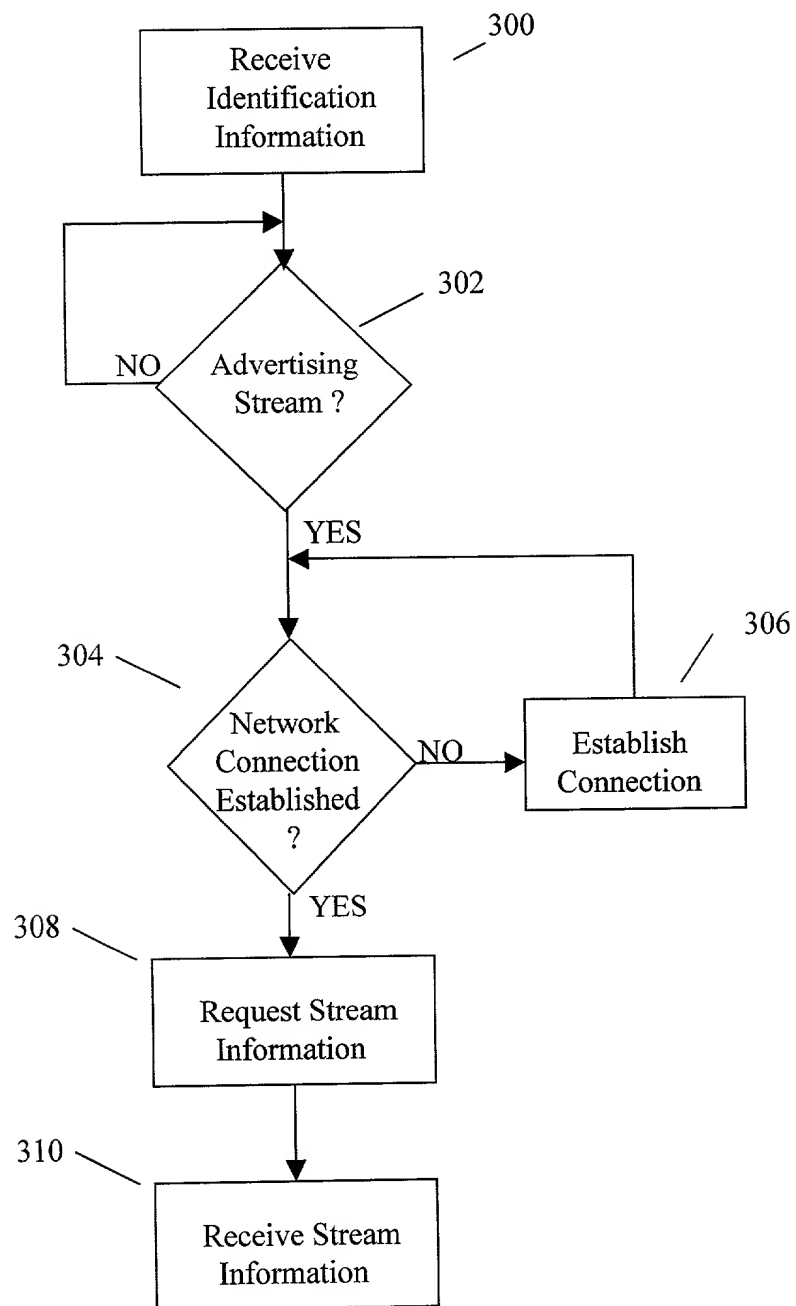 300
Receive
Identification
Information
302
NO
Advertising
Stream ?
YES
304
306
Network
Connection
Established
?
NO
Establish
Connection
YES
308
Request Stream
Information
310
Receive Stream
Information